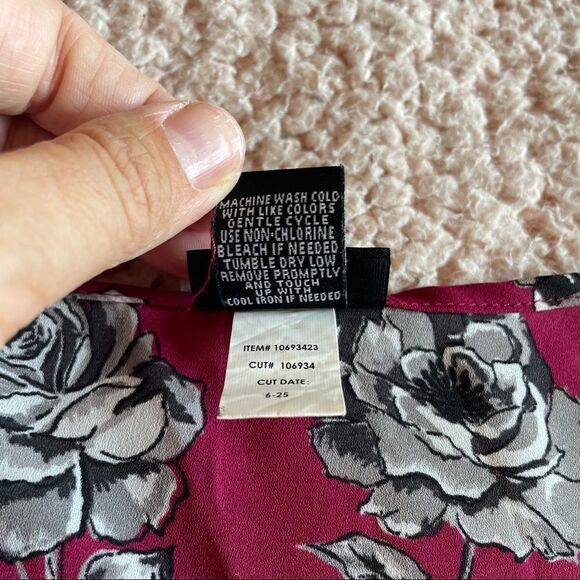 MACHINE WASH COLD
WITH LIKE COLORS
GENTLE CYCLE
USE NON-CHLORINE
BLEACH IF NEEDED
TUMBLE DRY LOW
REMOVE PROMPTLY
AND TOUCH
UP WITH
COOL IRON IF NEEDED
ITEM# 10693423
CUT# 106934
CUT DATE:
6-25